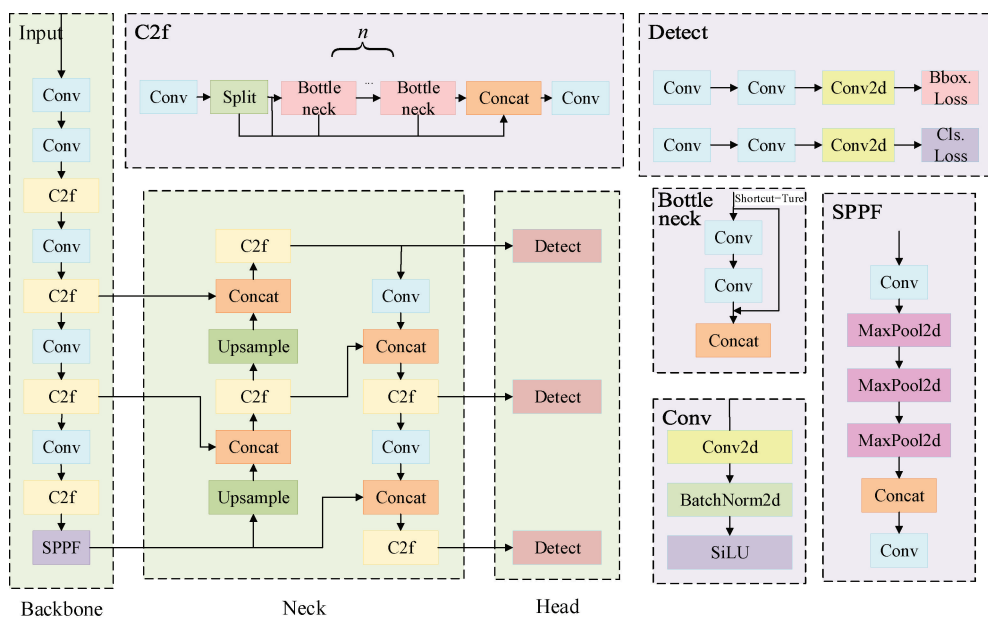 Input
Conv
Conv
C2f
Conv
C2f
Conv
C2f
Conv
C2f
SPPF
Backbone
C2f
n
Conv
Split
Bottle
neck
...
Bottle
neck
Concat
Conv
C2f
Concat
Upsample
C2f
Concat
Upsample
Conv
Concat
C2f
Conv
Concat
C2f
Neck
Detect
Detect
Detect
Head
Detect
Conv
Conv
Conv2d
Bbox.
Loss
Conv
Conv
Conv2d
Cls.
Loss
Bottle
neck
Shortcut-Ture
Conv
Conv
Concat
Conv
Conv2d
BatchNorm2d
SiLU
SPPF
Conv
MaxPool2d
MaxPool2d
MaxPool2d
Concat
Conv